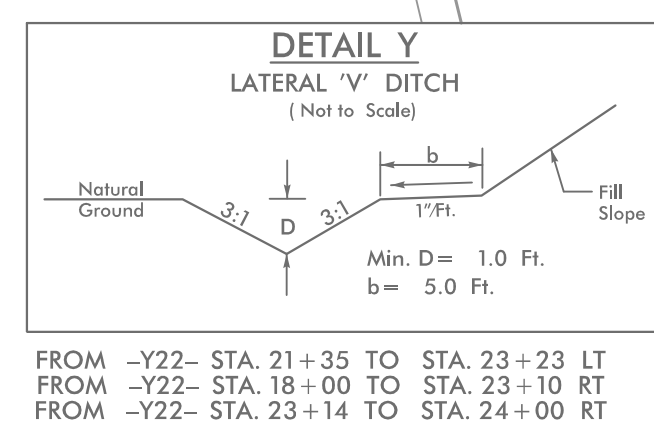 DETAIL Y
LATERAL 'V' DITCH
( Not to Scale)
b
Natural
Ground
3:1
D
3:1
1"/Ft.
Fill
Slope
Min. D= 1.0 Ft.
b= 5.0 Ft.
FROM -Y22- STA. 21+35 TO STA. 23+23 LT
FROM -Y22- STA. 18+00 TO STA. 23+10 RT
FROM -Y22- STA. 23+14 TO STA. 24+00 RT